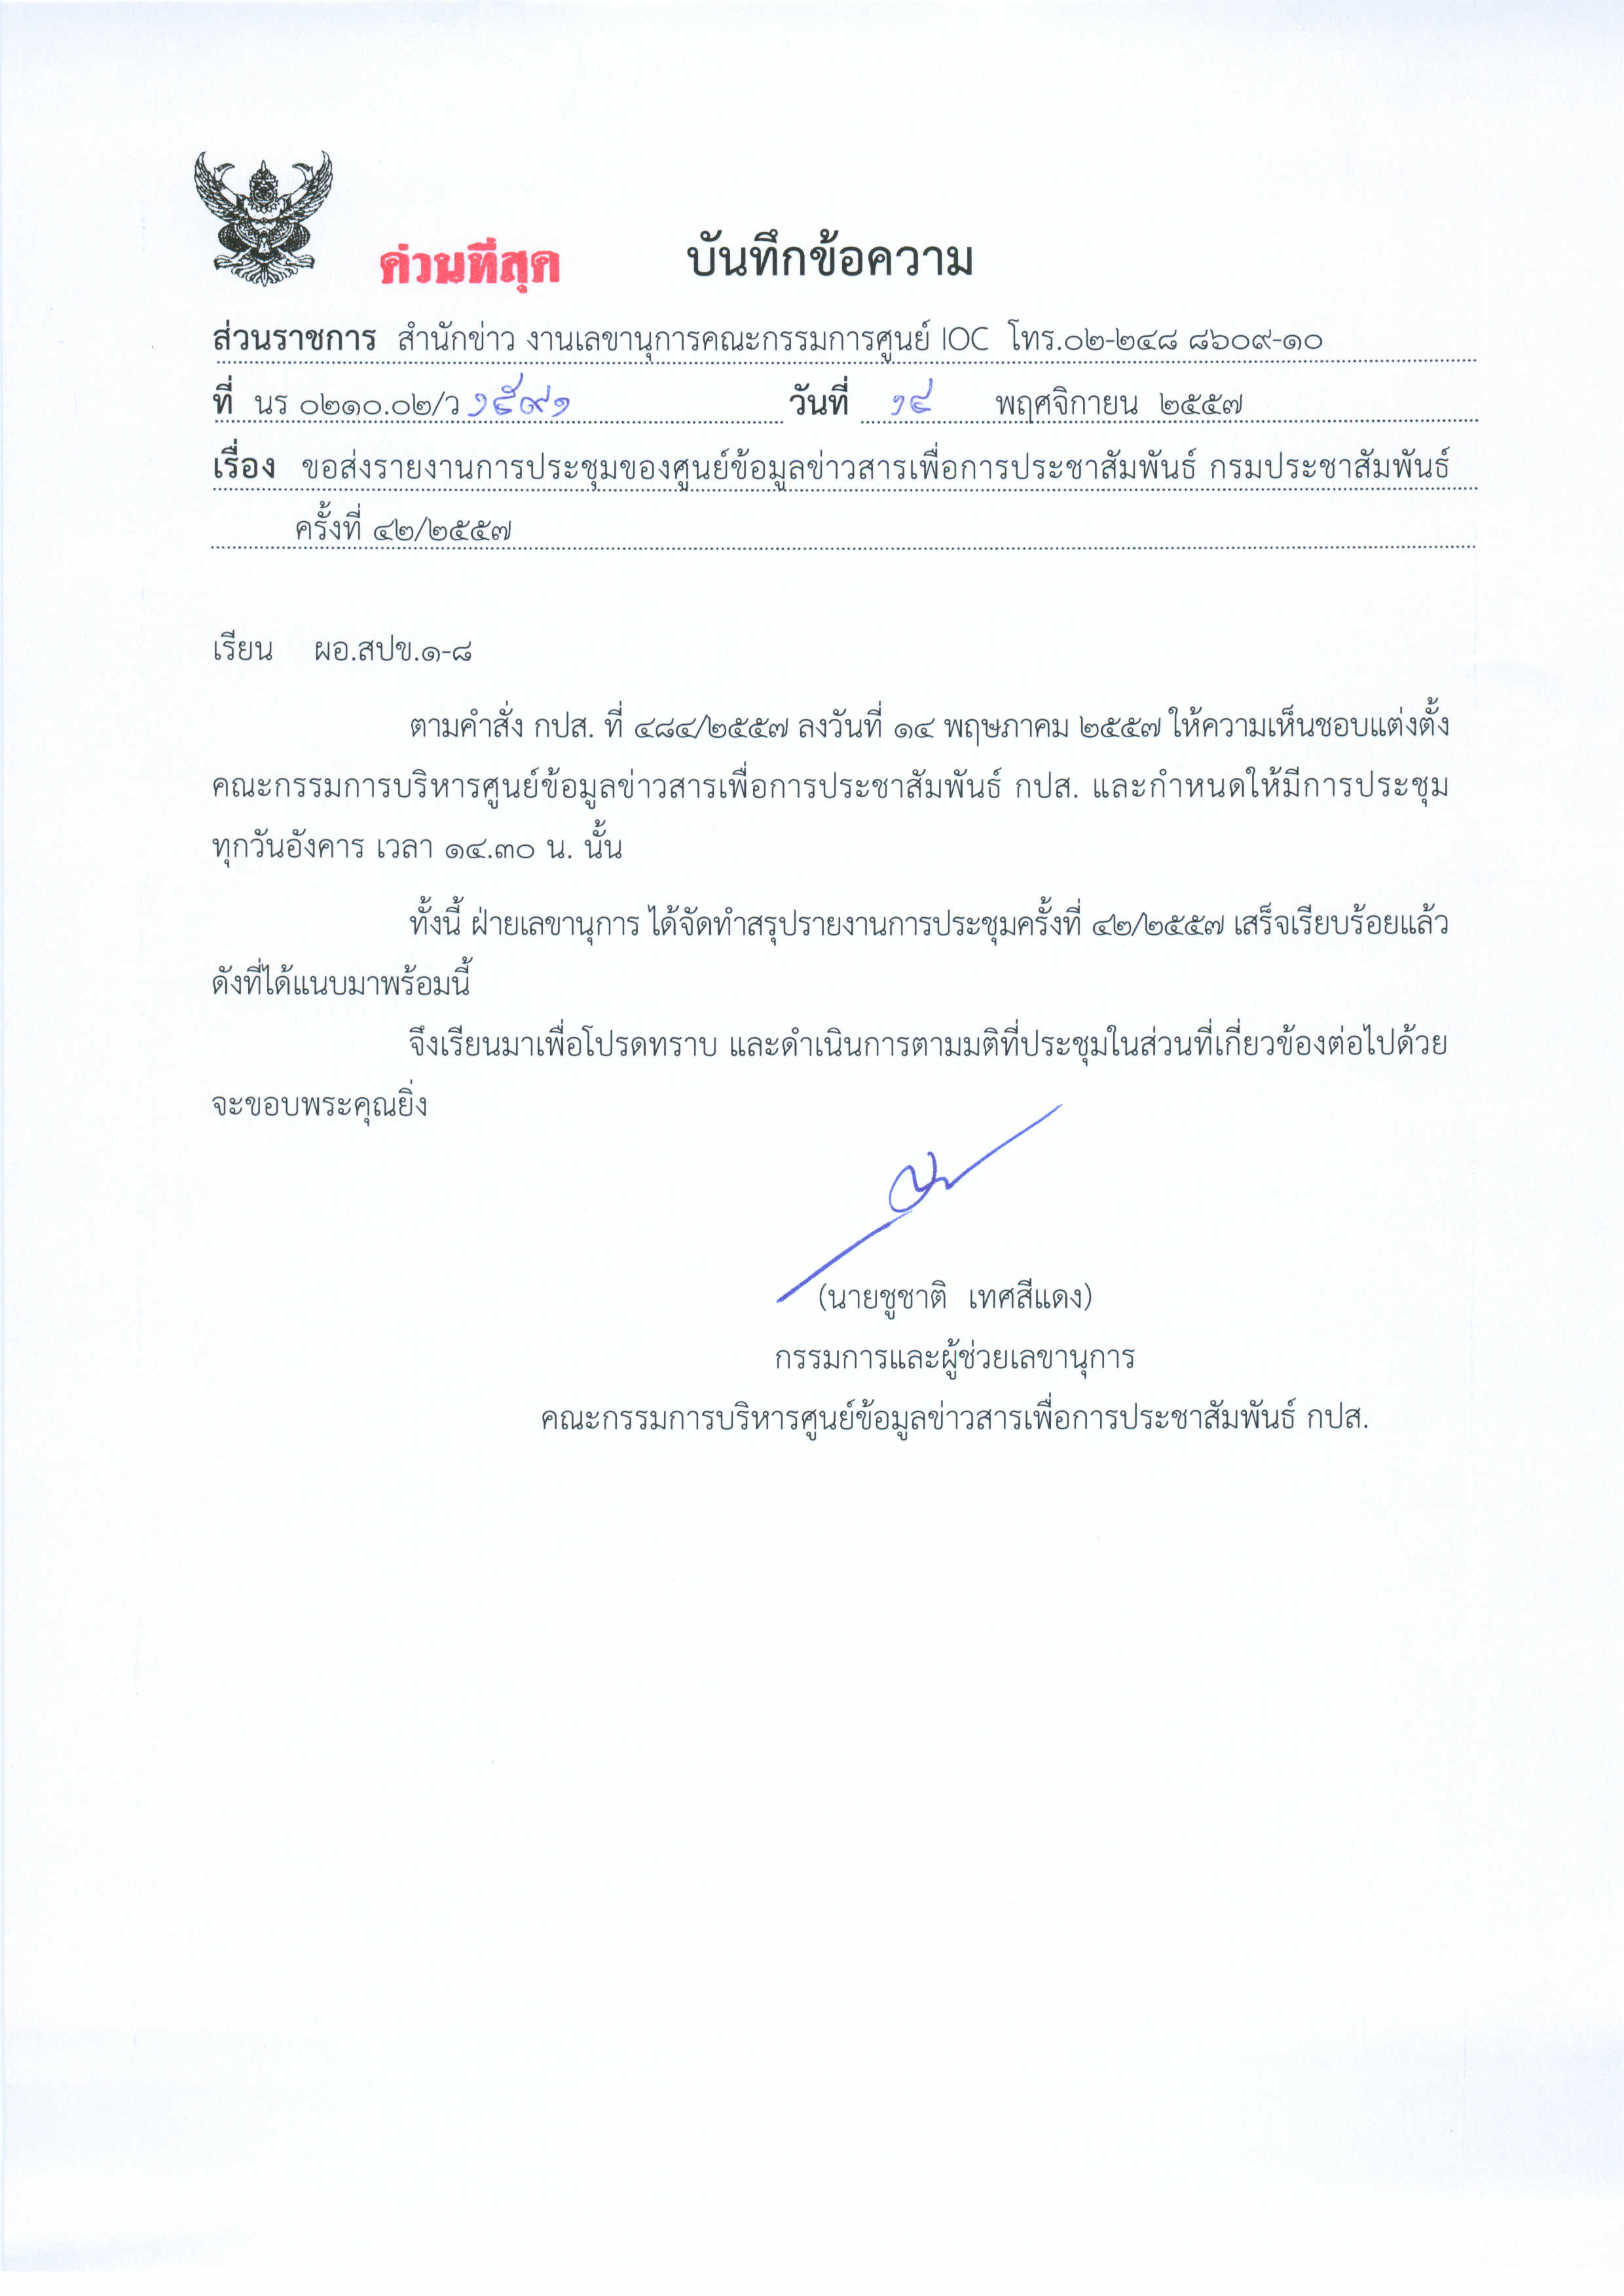 ด่วนที่สุด บันทึกข้อความ
ส่วนราชการ สำนักข่าว งานเลขานุการคณะกรรมการศูนย์ IOC โทร.๐๒-๒๔๘ ๘๖๐๙-๑๐
ที่ นร ๐๒๑๐.๐๒/ว ๑๕๙๑ วันที่ ๑๔ พฤศจิกายน ๒๕๕๗
เรื่อง ขอส่งรายงานการประชุมของศูนย์ข้อมูลข่าวสารเพื่อการประชาสัมพันธ์ กรมประชาสัมพันธ์
ครั้งที่ ๔๒/๒๕๕๗
เรียน ผอ.สปข.๑-๘
ตามคำสั่ง กปส. ที่ ๔๘๔/๒๕๕๗ ลงวันที่ ๑๔ พฤษภาคม ๒๕๕๗ ให้ความเห็นชอบแต่งตั้ง
คณะกรรมการบริหารศูนย์ข้อมูลข่าวสารเพื่อการประชาสัมพันธ์ กปส. และกำหนดให้มีการประชุม
ทุกวันอังคาร เวลา ๑๔.๓๐ น. นั้น
ทั้งนี้ ฝ่ายเลขานุการ ได้จัดทำสรุปรายงานการประชุมครั้งที่ ๔๒/๒๕๕๗ เสร็จเรียบร้อยแล้ว
ดังที่ได้แนบมาพร้อมนี้
จึงเรียนมาเพื่อโปรดทราบ และดำเนินการตามมติที่ประชุมในส่วนที่เกี่ยวข้องต่อไปด้วย
จะขอบพระคุณยิ่ง
(นายชูชาติ เทศสีแดง)
กรรมการและผู้ช่วยเลขานุการ
คณะกรรมการบริหารศูนย์ข้อมูลข่าวสารเพื่อการประชาสัมพันธ์ กปส.